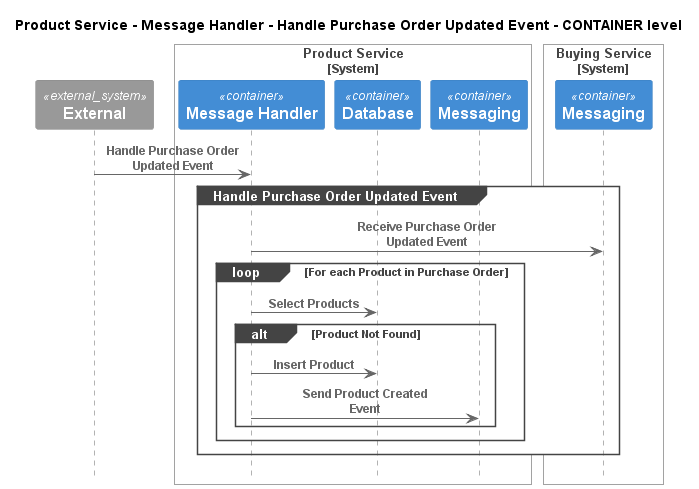 Product Service - Message Handler - Handle Purchase Order Updated Event - CONTAINER level
Product Service
[System]
Buying Service
[System]
«external_system»
External
«container»
Message Handler
«container»
Database
«container»
Messaging
«container»
Messaging
Handle Purchase Order
Updated Event
Handle Purchase Order Updated Event
Receive Purchase Order
Updated Event
loop [For each Product in Purchase Order]
Select Products
alt [Product Not Found]
Insert Product
Send Product Created
Event